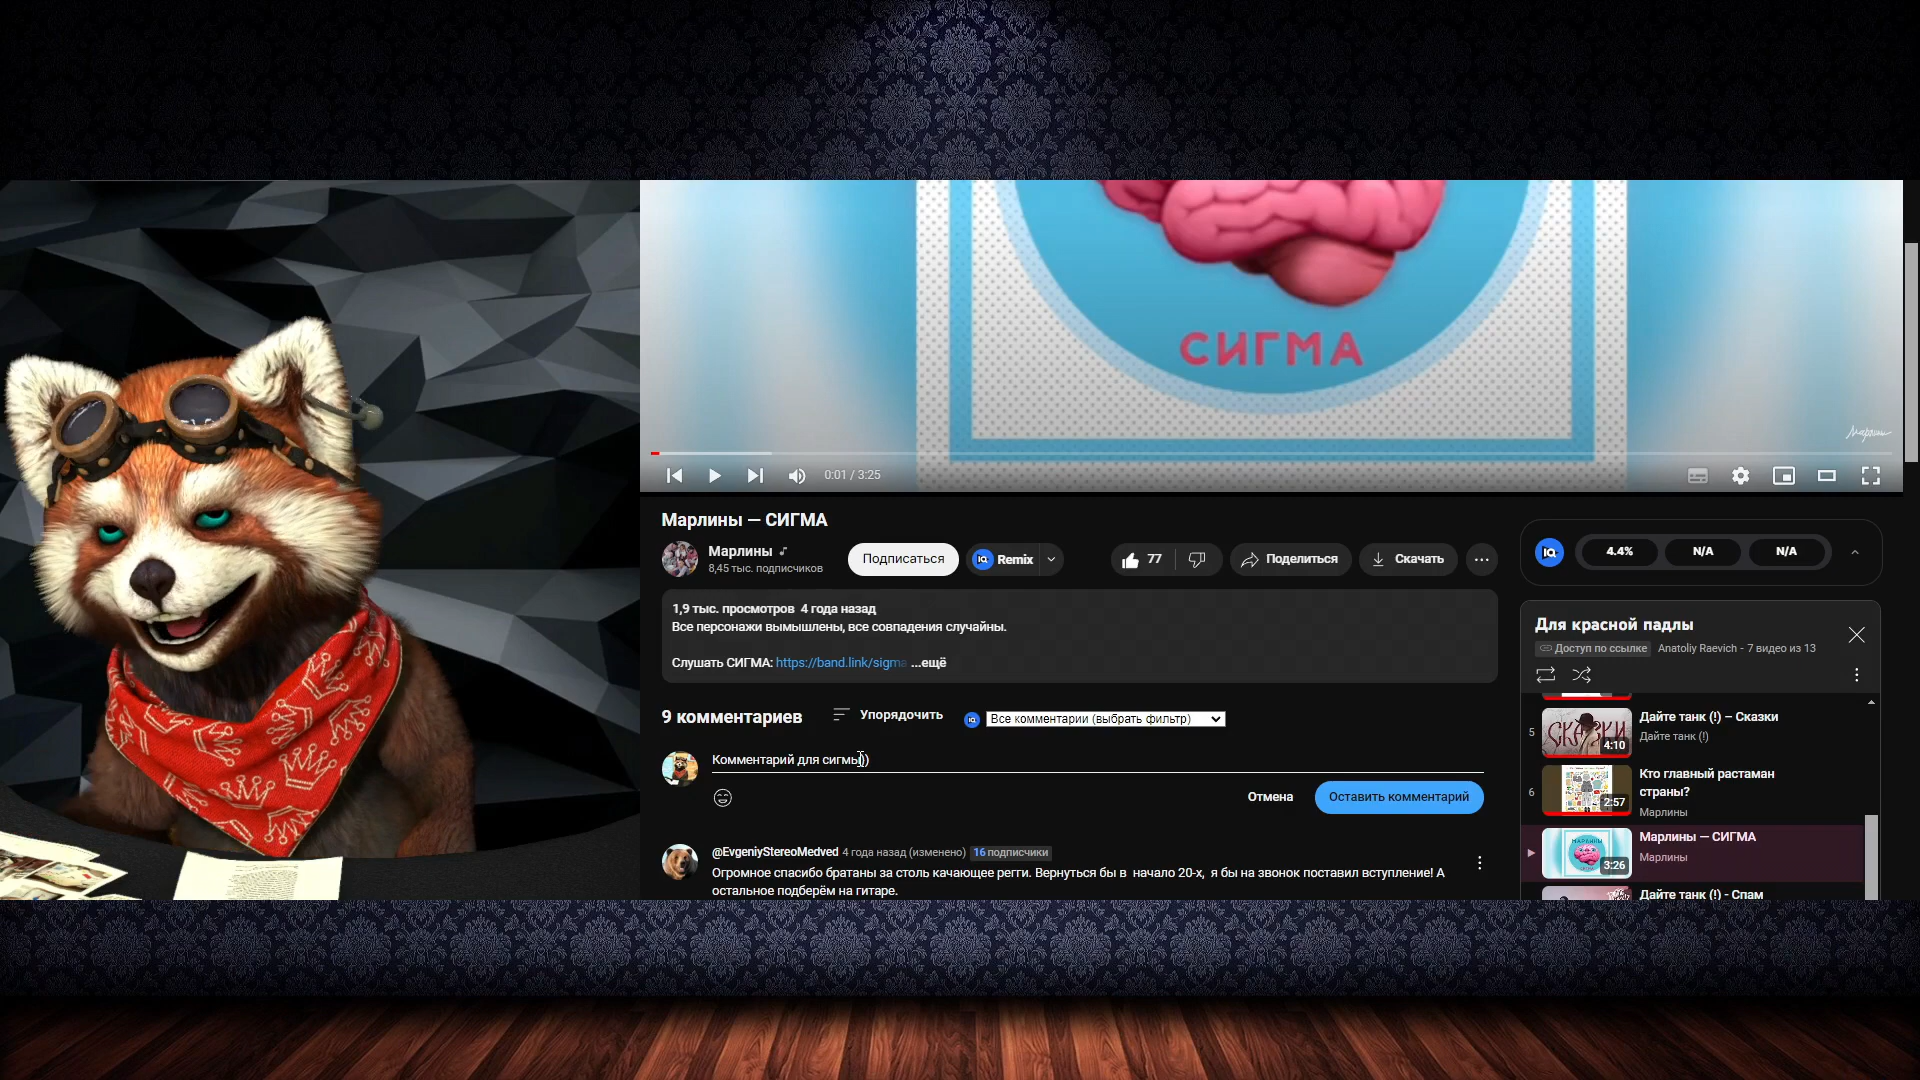 СИГМА
Марлины
0:01 / 3:25
Марлины — СИГМА
Марлины
8,45 тыс. подписчиков
Подписаться
Remix
77
Поделиться
Скачать
1,9 тыс. просмотров 4 года назад
Все персонажи вымышлены, все совпадения случайны.
Слушать СИГМА: https://band.link/sigma ...ещё
9 комментариев
Упорядочить
Все комментарии (выбрать фильтр)
Комментарий для сигмы))
Отмена
Оставить комментарий
@EvgeniyStereoMedved 4 года назад (изменено) 16 подписчики
Огромное спасибо братаны за столь качающее регги. Вернуться бы в начало 20-х, я бы на звонок поставил вступление! А
остальное подберём на гитаре.
4.4%
N/A
N/A
Для красной падлы
Доступ по ссылке Anatoliy Raevich - 7 видео из 13
5
СКАЗКИ
4:10
Дайте танк (!) – Сказки
Дайте танк (!)
6
2:57
Кто главный растаман
страны?
Марлины
МАРЛИНЫ
3:26
Марлины — СИГМА
Марлины
Дайте танк (!) - Спам